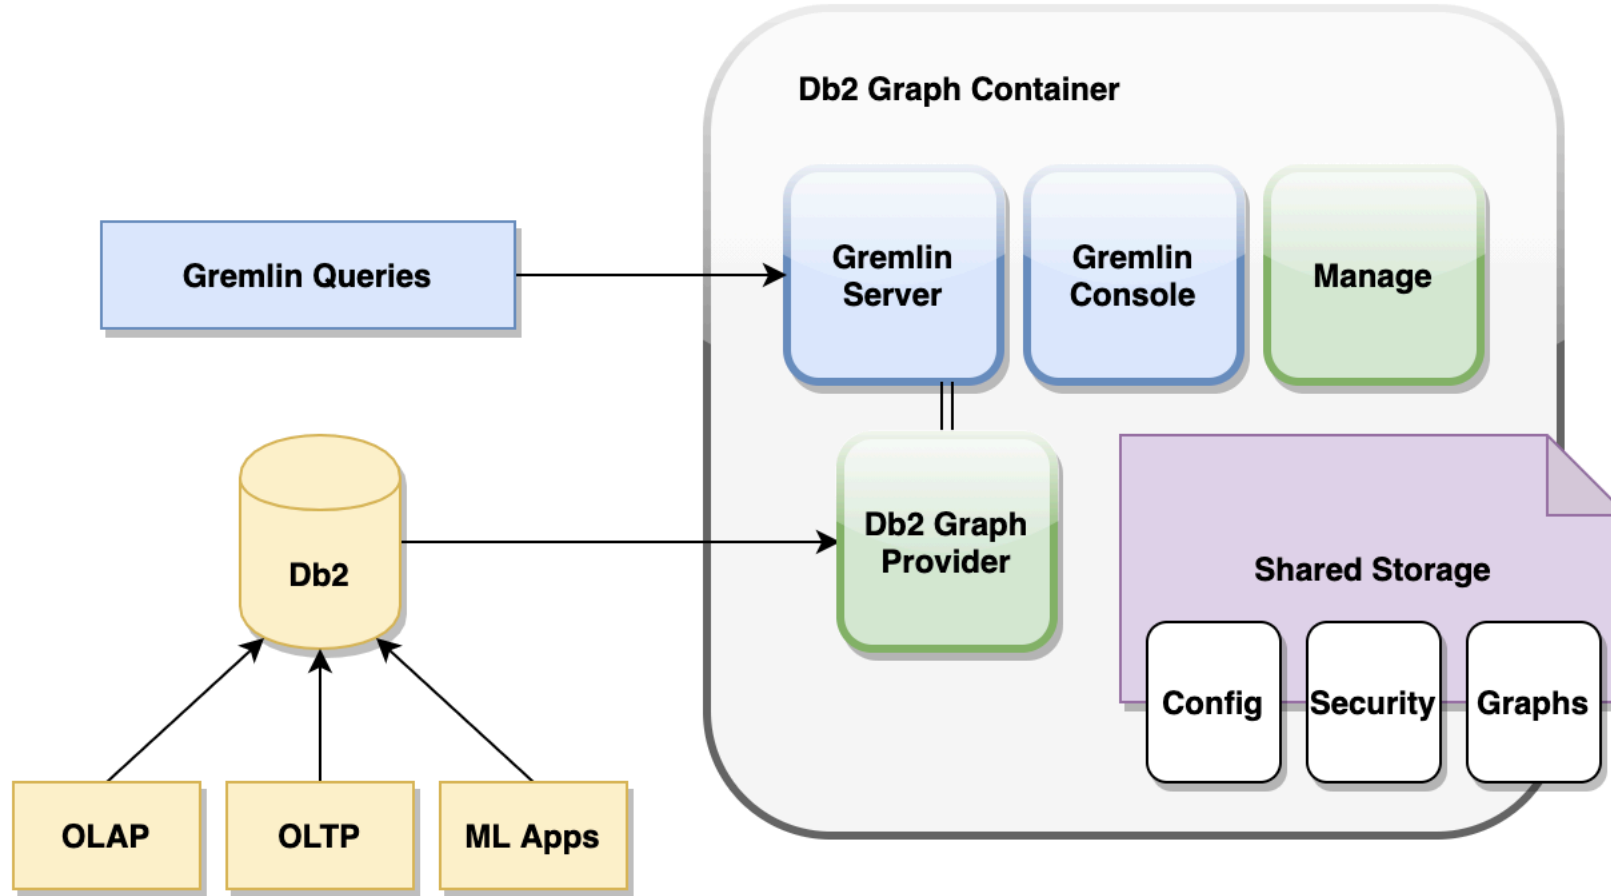 Db2 Graph Container
Gremlin Queries
Gremlin
Server
Gremlin
Console
Manage
Db2
Db2 Graph
Provider
Shared Storage
Config
Security
Graphs
OLAP
OLTP
ML Apps